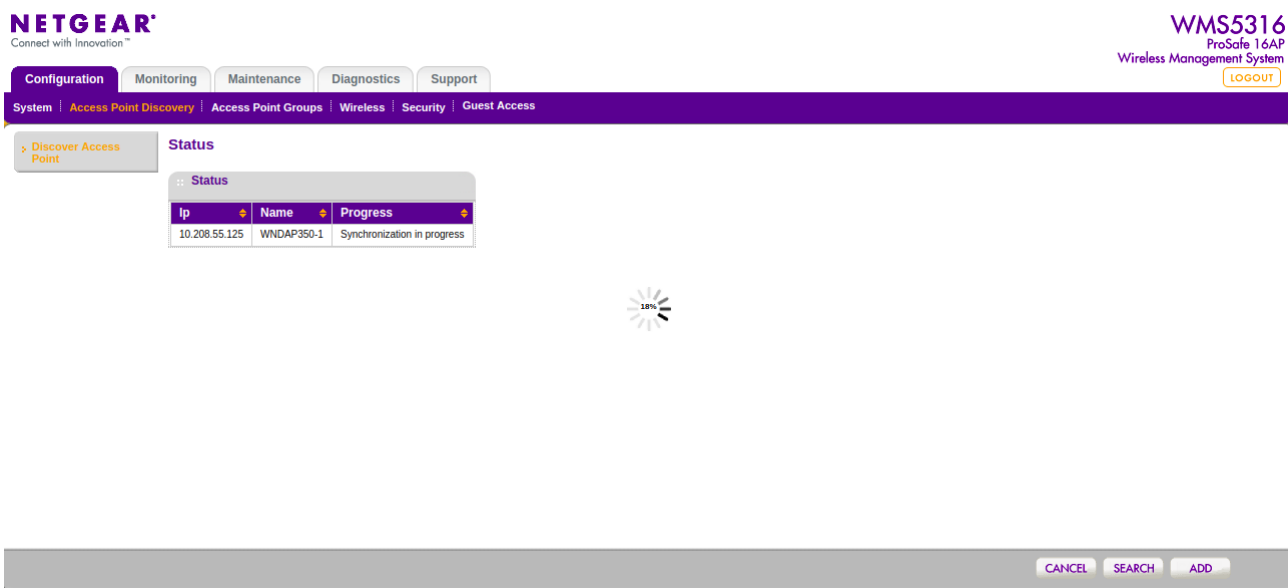 NETGEAR®
Connect with Innovation™
WMS5316
ProSafe 16AP
Wireless Management System
LOGOUT
Configuration Monitoring Maintenance Diagnostics Support
System Access Point Discovery Access Point Groups Wireless Security Guest Access
Discover Access
Point
Status
Status
Ip Name Progress
10.208.55.125 WNDAP350-1 Synchronization in progress
18%
CANCEL SEARCH ADD